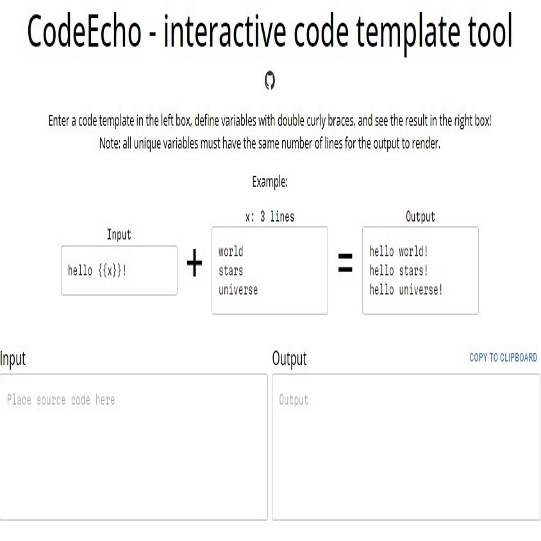 CodeEcho - interactive code template tool
Enter a code template in the left box, define variables with double curly braces, and see the result in the right box!
Note: all unique variables must have the same number of lines for the output to render.
Example:
Input
hello {{x}}!
+
x: 3 lines
world
stars
universe
=
Output
hello world!
hello stars!
hello universe!
Input
Place source code here
Output
COPY TO CLIPBOARD
Output